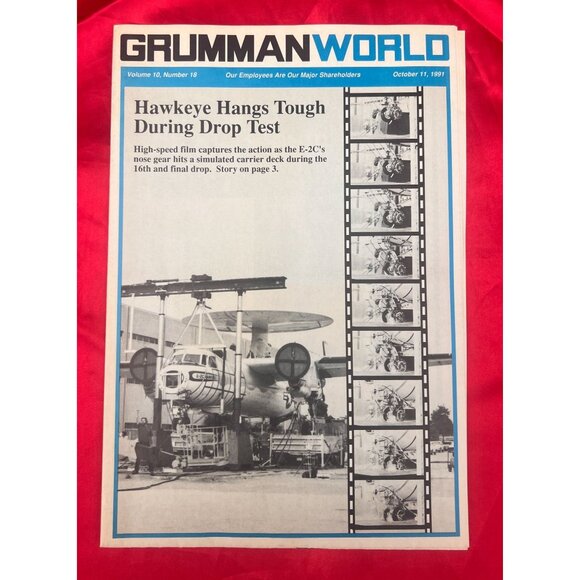 GRUMMANWORLD
Volume 10, Number 18 Our Employees Are Our Major Shareholders October 11, 1991
Hawkeye Hangs Tough
During Drop Test
High-speed film captures the action as the E-2C's
nose gear hits a simulated carrier deck during the
16th and final drop. Story on page 3.